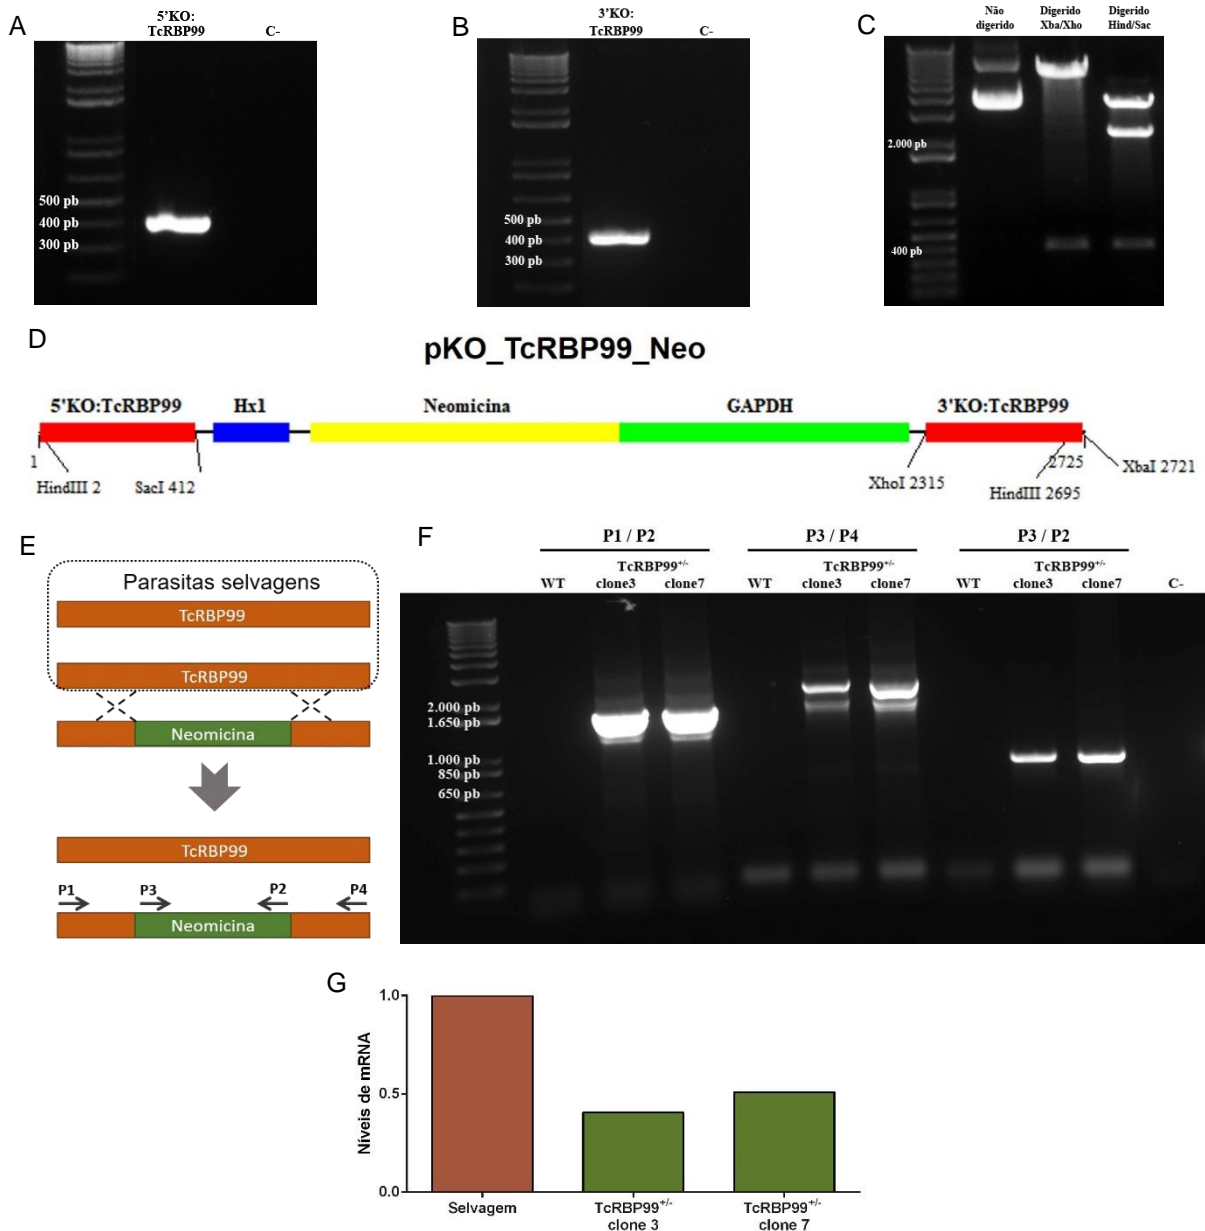 A
5'KO:
TcRBP99
C-
500 pb
400 pb
300 pb
B
3'KO:
TcRBP99
C-
500 pb
400 pb
300 pb
C
Não
digerido
Digerido
Xba/Xho
Digerido
Hind/Sac
2.000 pb
400 pb
D
pKO_TcRBP99_Neo
5'KO:TcRBP99
Hx1
Neomicina
GAPDH
3'KO:TcRBP99
1
HindIII 2
SacI 412
XhoI 2315
2725
HindIII 2695
XbaI 2721
E
Parasitas selvagens
TcRBP99
TcRBP99
Neomicina
TcRBP99
P1
P3
P2
P4
Neomicina
F
P1 / P2
P3 / P4
P3 / P2
WT
TcRBP99+/-
clone3
clone7
WT
TcRBP99+/-
clone3
clone7
WT
TcRBP99+/-
clone3
clone7
C-
2.000 pb
1.650 pb
1.000 pb
850 pb
650 pb
G
Níveis de mRNA
1.0
0.5
0.0
Selvagem
TcRBP99+/-
clone 3
TcRBP99+/-
clone 7